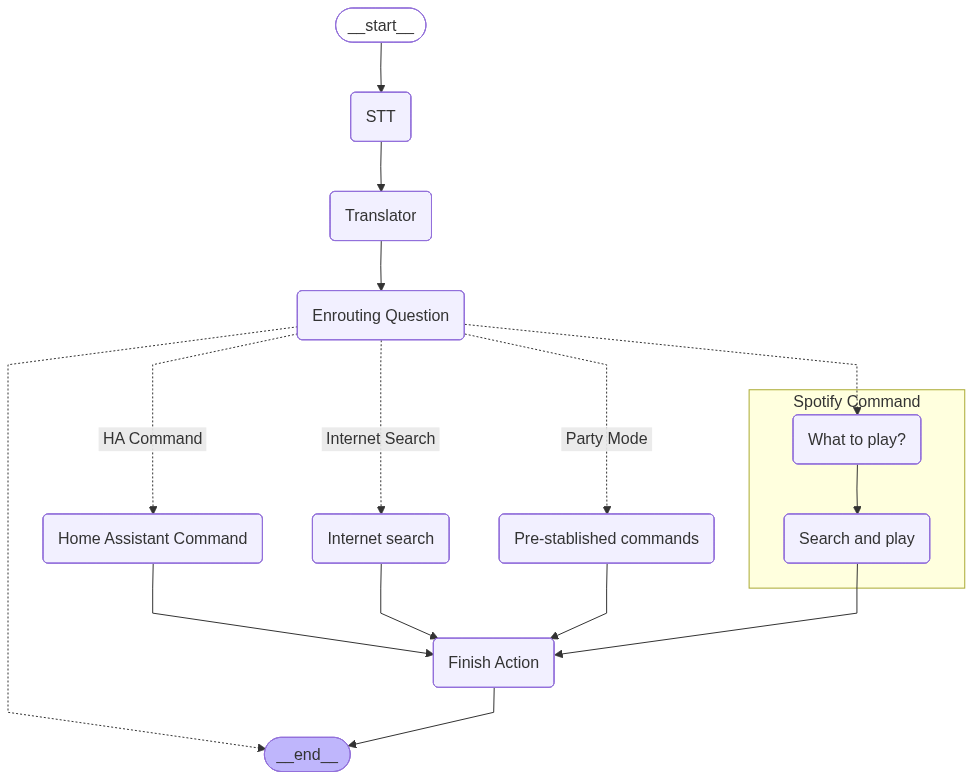 __start__
STT
Translator
Enrouting Question
Spotify Command
HA Command
Internet Search
Party Mode
What to play?
Home Assistant Command
Internet search
Pre-stablished commands
Search and play
Finish Action
__end__